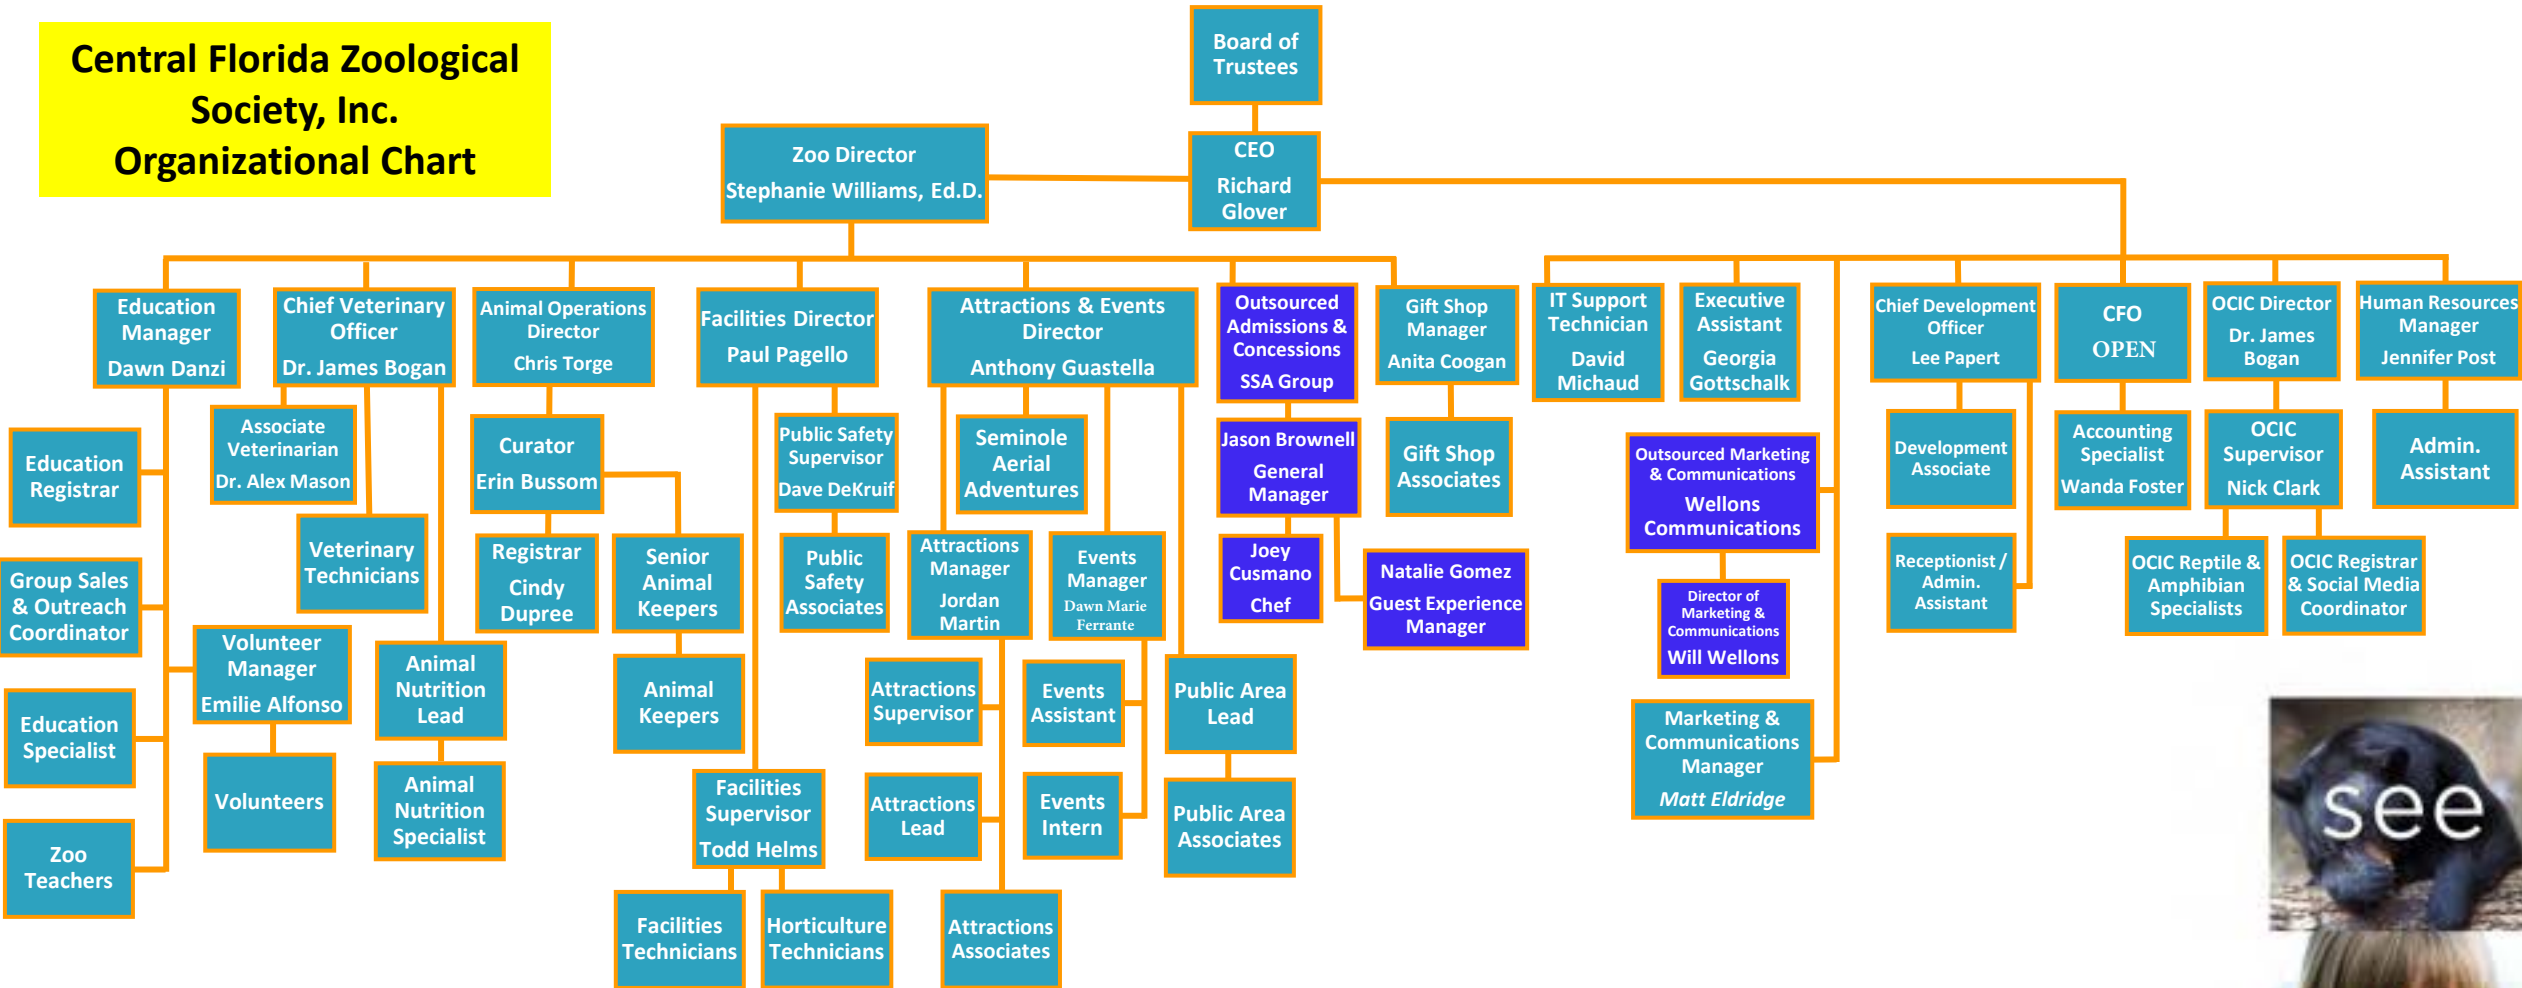 Central Florida Zoological
Society, Inc.
Organizational Chart
Board of
Trustees
CEO
Richard
Glover
Zoo Director
Stephanie Williams, Ed.D.
Education
Manager
Dawn Danzi
Chief Veterinary
Officer
Dr. James Bogan
Animal Operations
Director
Chris Torge
Facilities Director
Paul Pagello
Attractions & Events
Director
Anthony Guastella
Outsourced
Admissions &
Concessions
SSA Group
Gift Shop
Manager
Anita Coogan
IT Support
Technician
David
Michaud
Executive
Assistant
Georgia
Gottschalk
Chief Development
Officer
Lee Papert
CFO
OPEN
OCIC Director
Dr. James
Bogan
Human Resources
Manager
Jennifer Post
Education
Registrar
Associate
Veterinarian
Dr. Alex Mason
Curator
Erin Bussom
Public Safety
Supervisor
Dave DeKruif
Seminole
Aerial
Adventures
Jason Brownell
General
Manager
Gift Shop
Associates
Outsourced Marketing
& Communications
Wellons
Communications
Development
Associate
Accounting
Specialist
Wanda Foster
OCIC
Supervisor
Nick Clark
Admin.
Assistant
Group Sales
& Outreach
Coordinator
Veterinary
Technicians
Registrar
Cindy
Dupree
Senior
Animal
Keepers
Public
Safety
Associates
Attractions
Manager
Jordan
Martin
Events
Manager
Dawn Marie
Ferrante
Joey
Cusmano
Chef
Natalie Gomez
Guest Experience
Manager
Director of
Marketing &
Communications
Will Wellons
Receptionist /
Admin.
Assistant
OCIC Reptile &
Amphibian
Specialists
OCIC Registrar
& Social Media
Coordinator
Volunteer
Manager
Emilie Alfonso
Animal
Nutrition
Lead
Animal
Keepers
Attractions
Supervisor
Events
Assistant
Public Area
Lead
Education
Specialist
Marketing &
Communications
Manager
Matt Eldridge
Volunteers
Animal
Nutrition
Specialist
Facilities
Supervisor
Todd Helms
Attractions
Lead
Events
Intern
Public Area
Associates
Zoo
Teachers
Facilities
Technicians
Horticulture
Technicians
Attractions
Associates
see